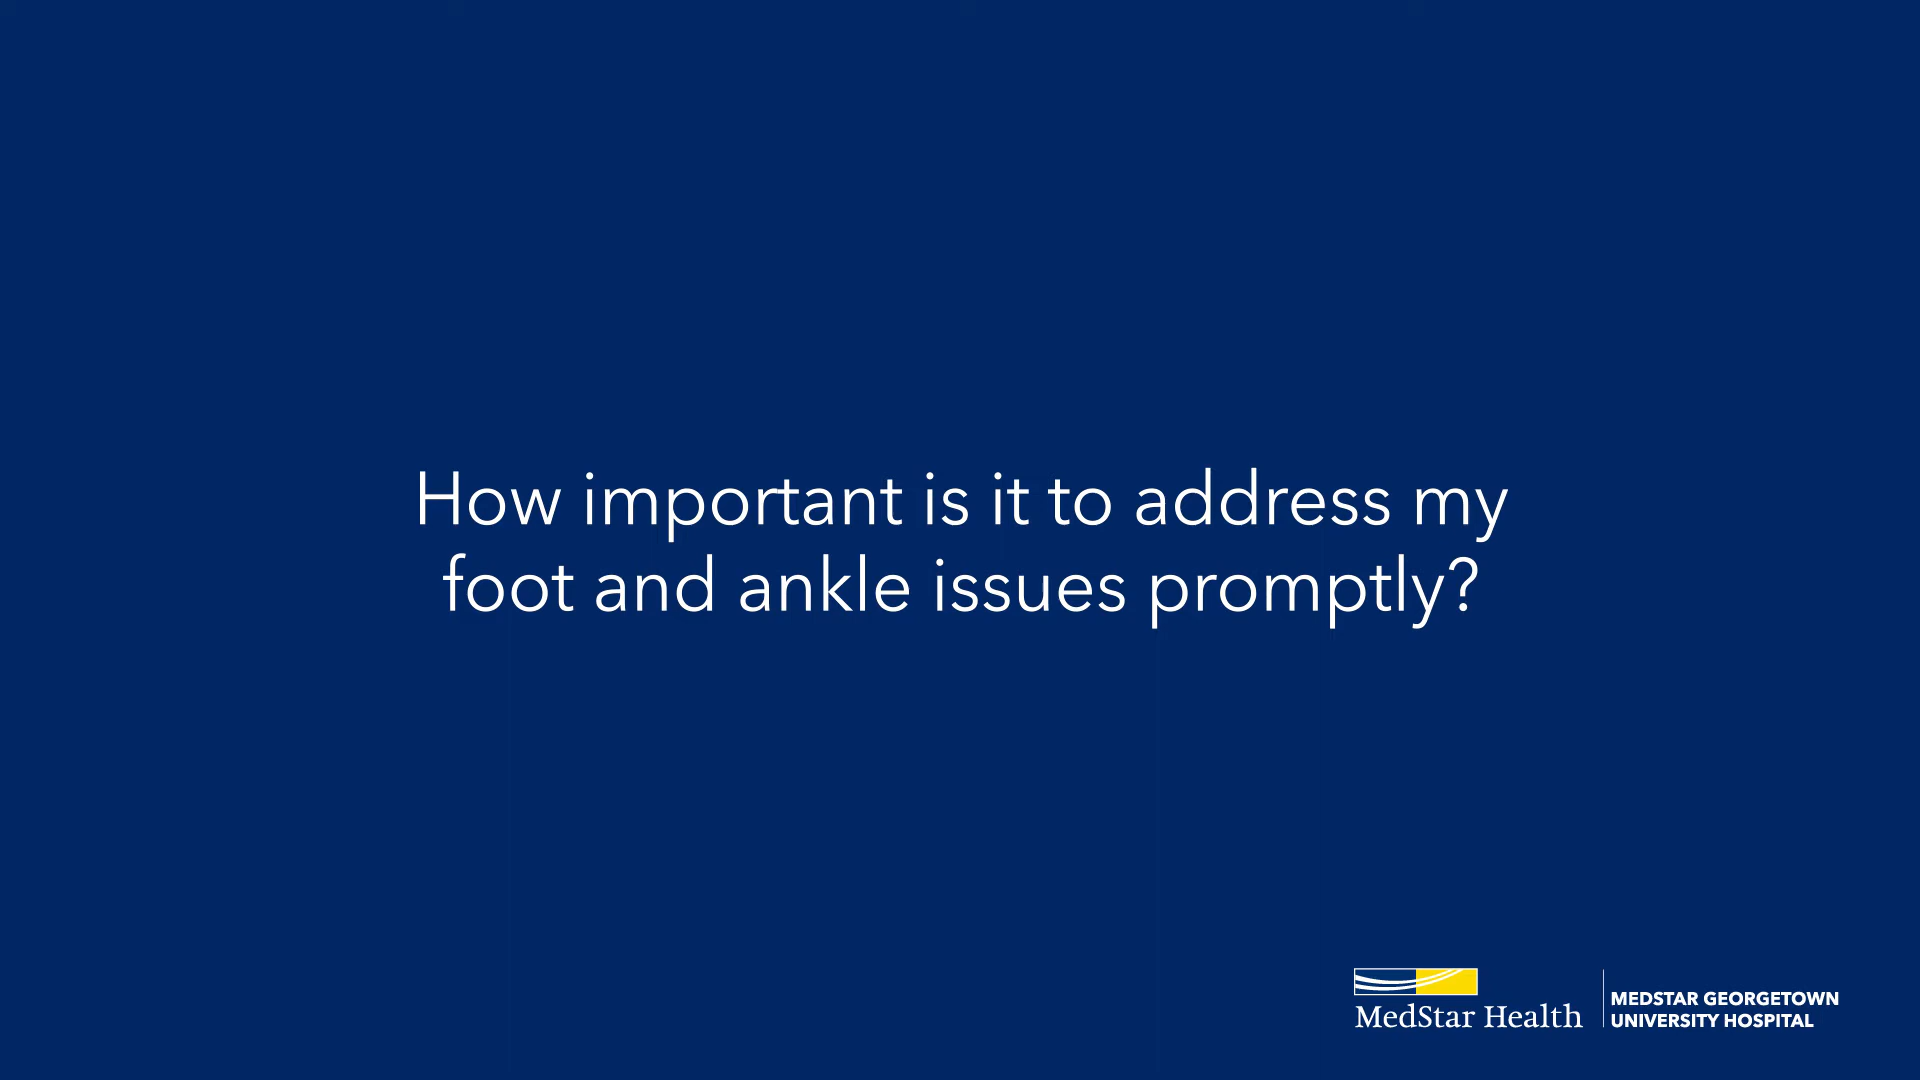 How important is it to address my
foot and ankle issues promptly?
MedStar Health
MEDSTAR GEORGETOWN
UNIVERSITY HOSPITAL